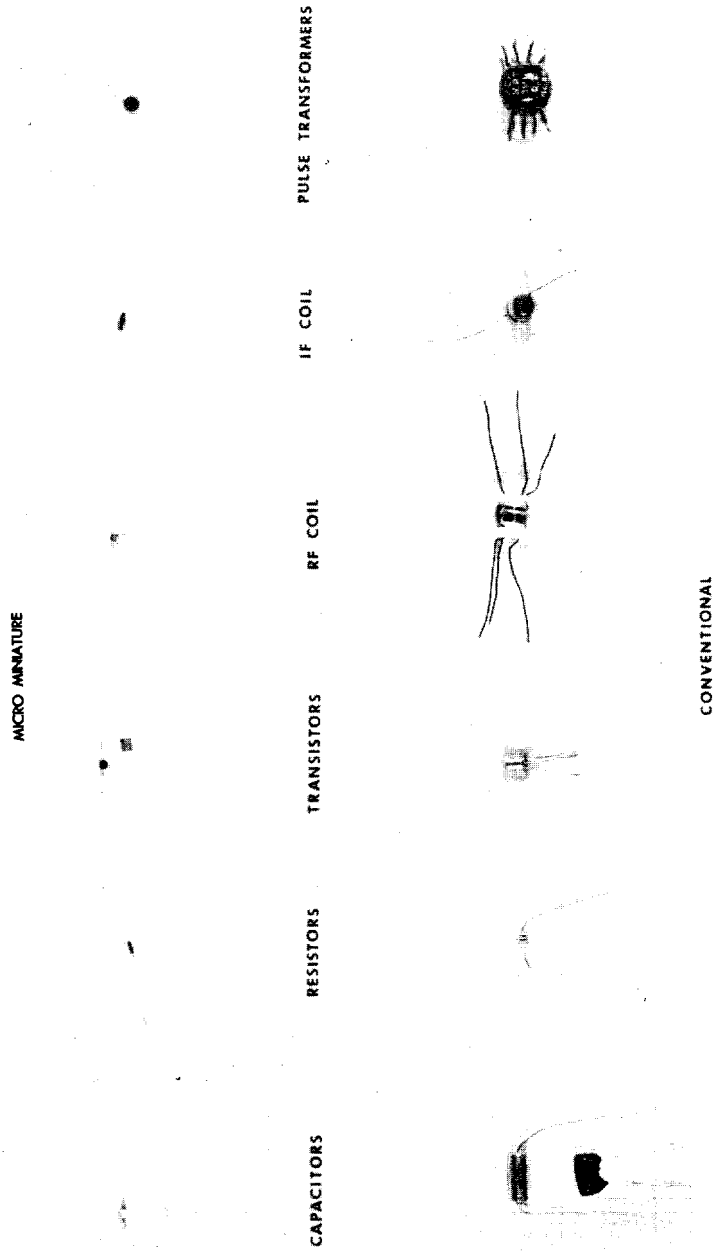 MICRO MINIATURE
CAPACITORS
RESISTORS
TRANSISTORS
RF COIL
IF COIL
PULSE TRANSFORMERS
CONVENTIONAL